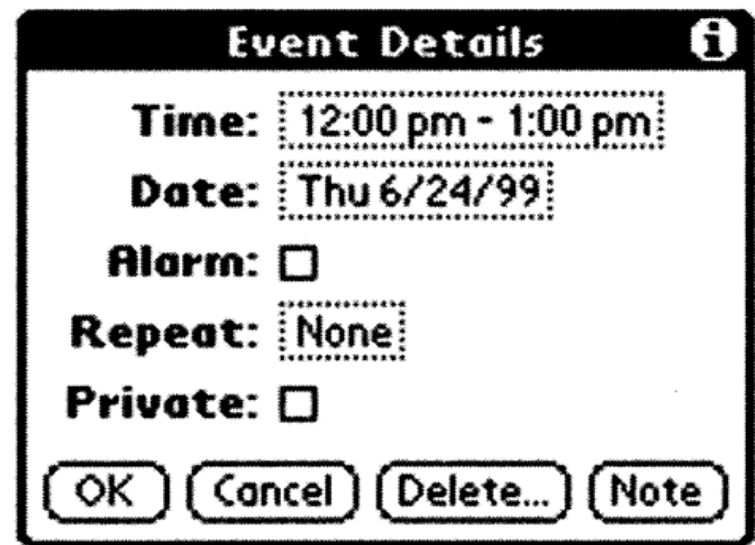 Event Details i
Time: 12:00 pm - 1:00 pm
Date: Thu 6/24/99
Alarm:
Repeat: None
Private:
OK Cancel Delete... Note